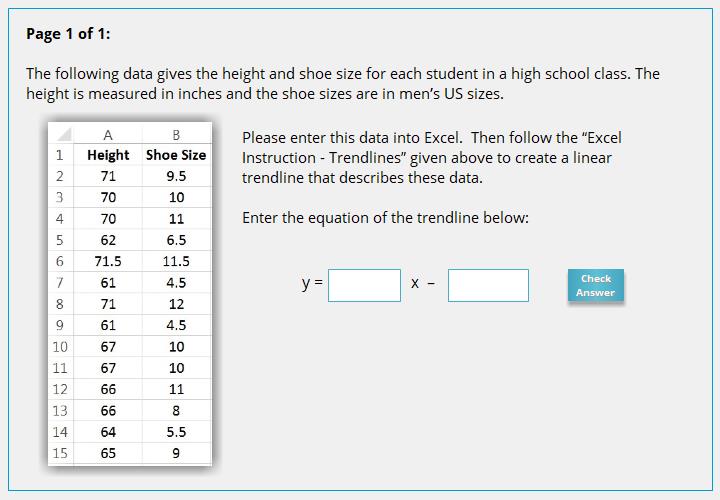 Page 1 of 1:
The following data gives the height and shoe size for each student in a high school class. The
height is measured in inches and the shoe sizes are in men's US sizes.
A B
1 Height Shoe Size
2 71 9.5
3 70 10
4 70 11
5 62 6.5
6 71.5 11.5
7 61 4.5
8 71 12
9 61 4.5
10 67 10
11 67 10
12 66 11
13 66 8
14 64 5.5
15 65 9
Please enter this data into Excel. Then follow the "Excel
Instruction - Trendlines" given above to create a linear
trendline that describes these data.
Enter the equation of the trendline below:
y = x -
Check
Answer